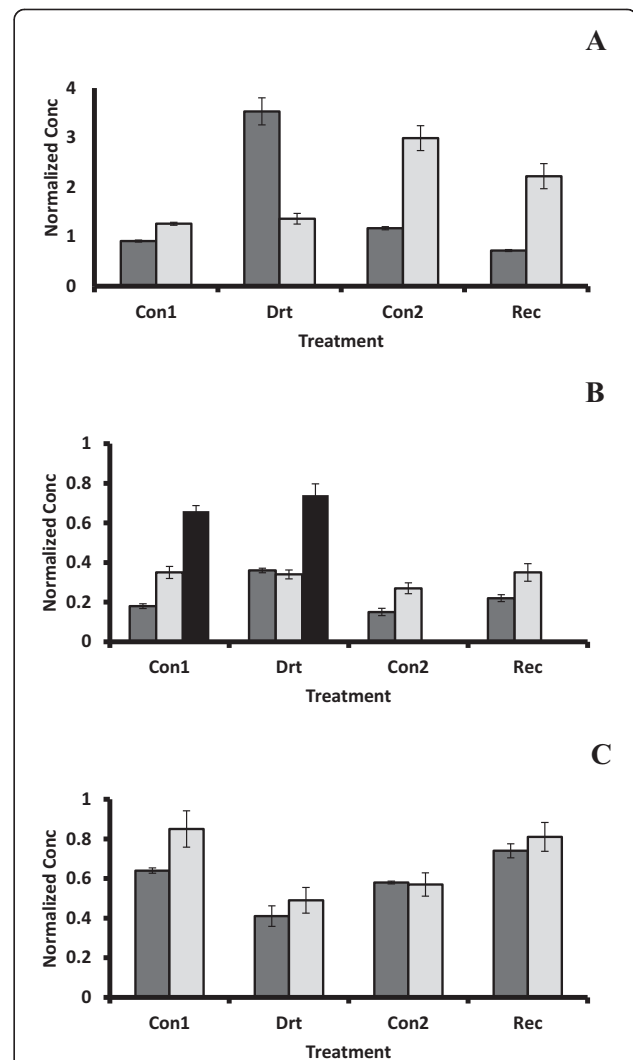 A
Normalized Conc
4
3
2
1
0
Con1 Drt Con2 Rec
Treatment
B
Normalized Conc
1
0.8
0.6
0.4
0.2
0
Con1 Drt Con2 Rec
Treatment
C
Normalized Conc
1
0.8
0.6
0.4
0.2
0
Con1 Drt Con2 Rec
Treatment